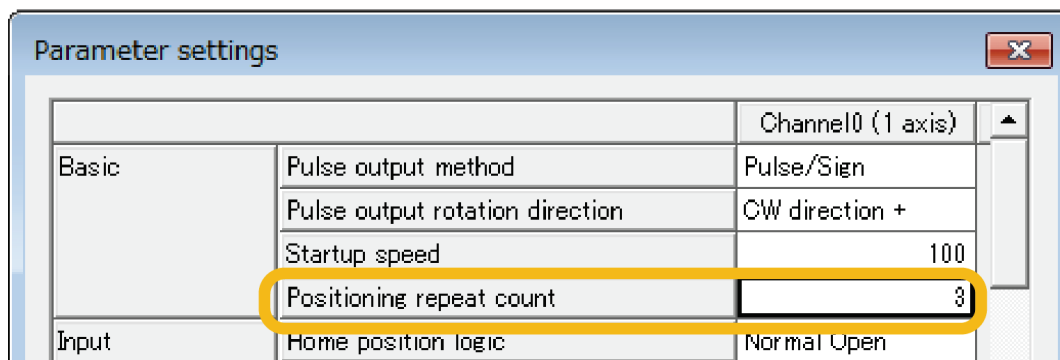 Parameter settings
Channel0 (1 axis)
Basic Pulse output method Pulse/Sign
Pulse output rotation direction CW direction +
Startup speed 100
Positioning repeat count 3
Input Home position logic Normal Open